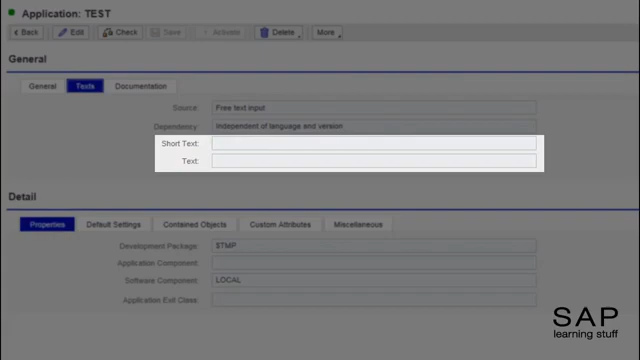 Application: TEST
Back Edit Check Save Activate Delete More
General
General Texts Documentation
Source: Free text input
Dependency: Independent of language and version
Short Text:
Text:
Detail
Properties Default Settings Contained Objects Custom Attributes Miscellaneous
Development Package: $TMP
Application Component:
Software Component: LOCAL
Application Exit Class:
SAP
learning stuff